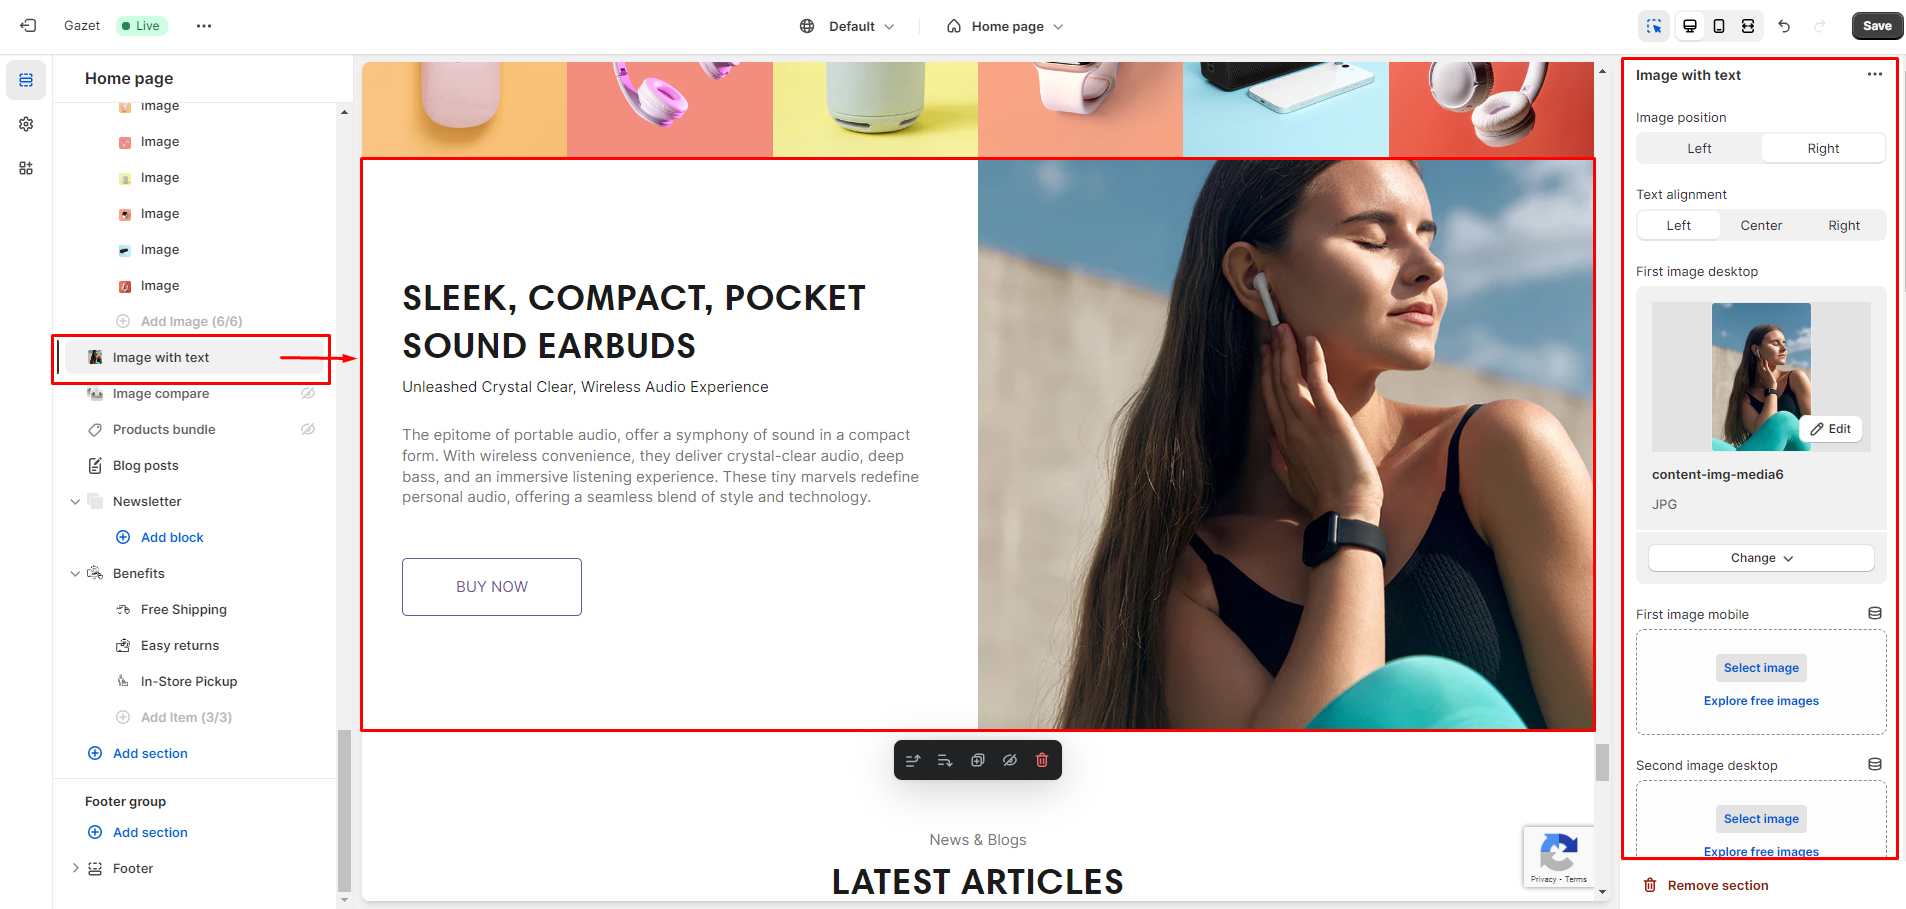 Gazet
Live
Default
Home page
Save
Home page
Image
Image
Image
Image
Image
Image
Add Image (6/6)
Image with text
Image compare
Products bundle
Blog posts
Newsletter
Add block
Benefits
Free Shipping
Easy returns
In-Store Pickup
Add Item (3/3)
Add section
Footer group
Add section
Footer
SLEEK, COMPACT, POCKET
SOUND EARBUDS
Unleashed Crystal Clear, Wireless Audio Experience
The epitome of portable audio, offer a symphony of sound in a compact
form. With wireless convenience, they deliver crystal-clear audio, deep
bass, and an immersive listening experience. These tiny marvels redefine
personal audio, offering a seamless blend of style and technology.
BUY NOW
News & Blogs
LATEST ARTICLES
Privacy - Terms
Image with text
Image position
Left Right
Text alignment
Left Center Right
First image desktop
Edit
content-img-media6
JPG
Change
First image mobile
Select image
Explore free images
Second image desktop
Select image
Explore free images
Remove section